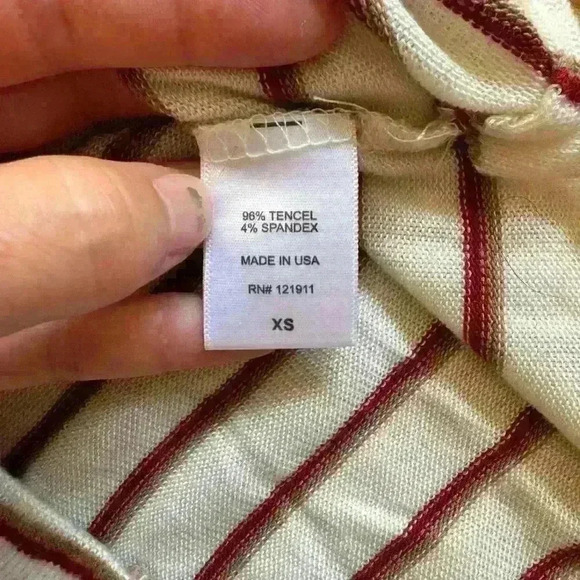 96% TENCEL
4% SPANDEX
MADE IN USA
RN# 121911
XS